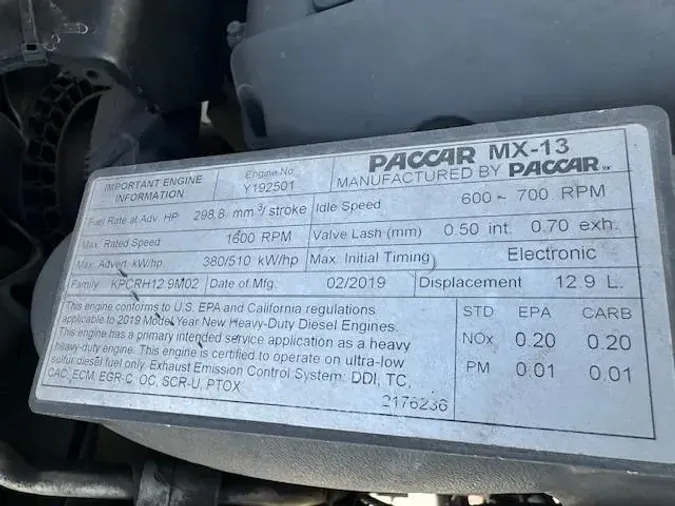 IMPORTANT ENGINE INFORMATION
Engine No.
Y192501
PACCAR MX-13
MANUFACTURED BY PACCAR INC
Fuel Rate at Adv. HP 298.8 mm³/stroke
Idle Speed 600 - 700 RPM
Max. Rated Speed 1600 RPM
Valve Lash (mm) 0.50 int. 0.70 exh.
Max. Advert. kW/hp 380/510 kW/hp
Max. Initial Timing Electronic
Family KPCRH12.9M02
Date of Mfg. 02/2019
Displacement 12.9 L.
This engine conforms to U.S. EPA and California regulations
applicable to 2019 Model Year New Heavy-Duty Diesel Engines.
This engine has a primary intended service application as a heavy
heavy-duty engine. This engine is certified to operate on ultra-low
sulfur diesel fuel only. Exhaust Emission Control System: DDI, TC,
CAC, ECM, EGR-C, OC, SCR-U, PTOX
2176236
STD EPA CARB
NOx 0.20 0.20
PM 0.01 0.01